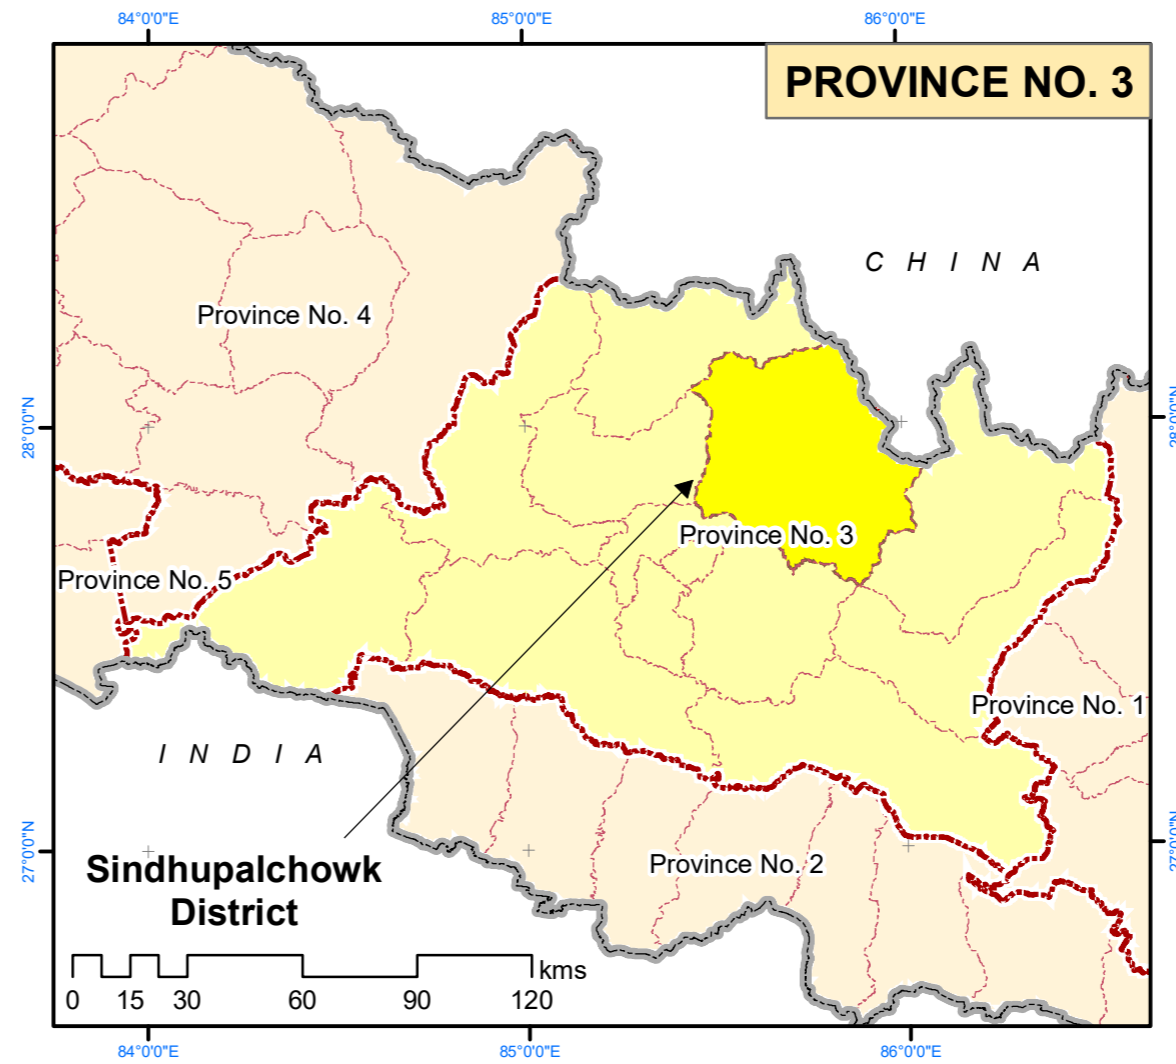 84°0'0"E
85°0'0"E
86°0'0"E
PROVINCE NO. 3
C H I N A
Province No. 4
28°0'0"N
28°0'0"N
Province No. 3
Province No. 5
Province No. 1
I N D I A
27°0'0"N
27°0'0"N
Province No. 2
Sindhupalchowk
District
kms
0 15 30 60 90 120
84°0'0"E
85°0'0"E
86°0'0"E